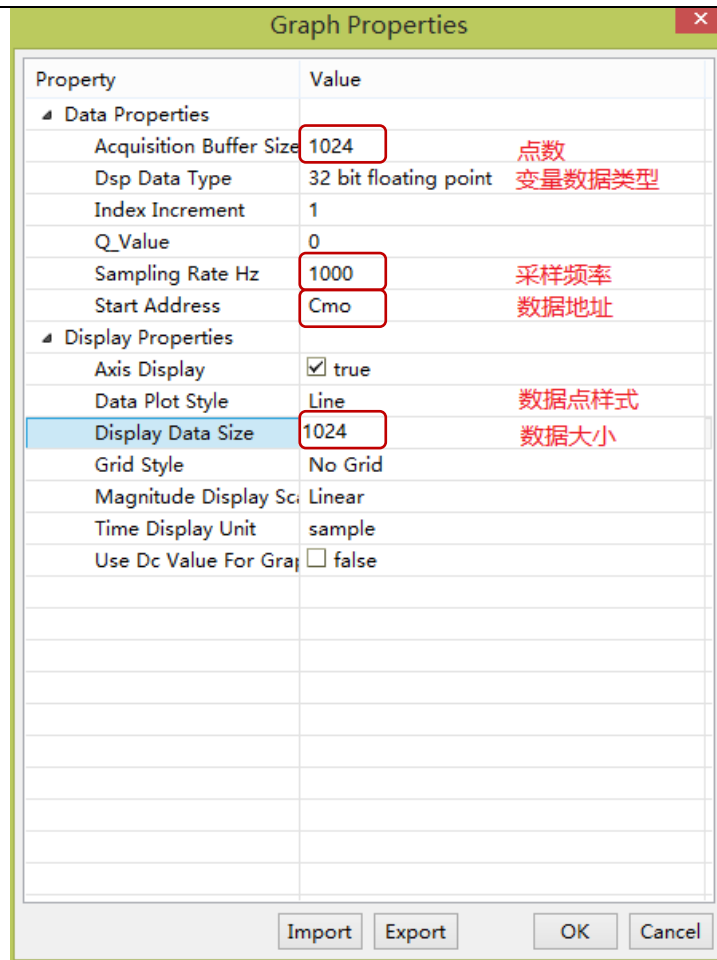 Graph Properties
Property Value
Data Properties
Acquisition Buffer Size 1024 点数
Dsp Data Type 32 bit floating point 变量数据类型
Index Increment 1
Q_Value 0
Sampling Rate Hz 1000 采样频率
Start Address Cmo 数据地址
Display Properties
Axis Display true
Data Plot Style Line 数据点样式
Display Data Size 1024 数据大小
Grid Style No Grid
Magnitude Display Sca Linear
Time Display Unit sample
Use Dc Value For Grap false
Import Export OK Cancel